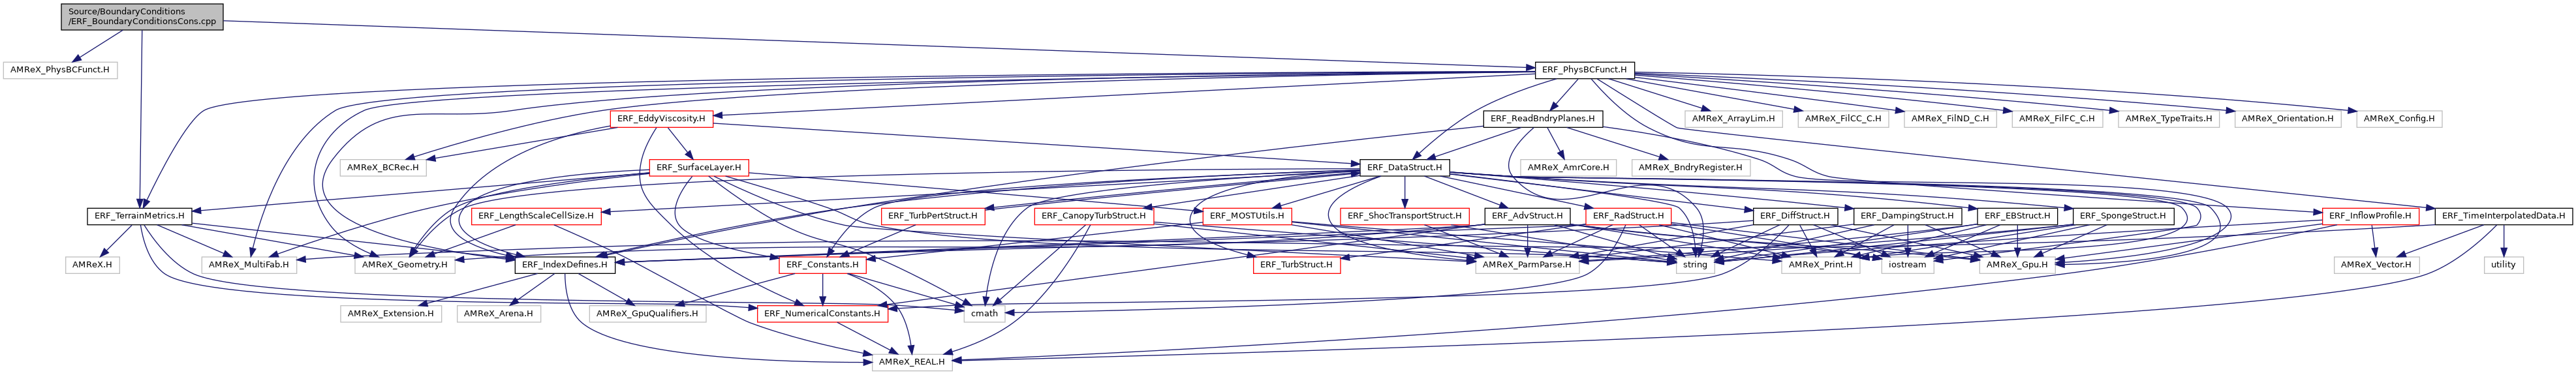 Source/BoundaryConditions
/ERF_BoundaryConditionsCons.cpp
AMReX_PhysBCFunct.H
ERF_PhysBCFunct.H
ERF_EddyViscosity.H
ERF_ReadBndryPlanes.H
AMReX_ArrayLim.H
AMReX_FilCC_C.H
AMReX_FilND_C.H
AMReX_FilFC_C.H
AMReX_TypeTraits.H
AMReX_Orientation.H
AMReX_Config.H
AMReX_BCRec.H
ERF_SurfaceLayer.H
ERF_DataStruct.H
AMReX_AmrCore.H
AMReX_BndryRegister.H
ERF_TerrainMetrics.H
ERF_LengthScaleCellSize.H
ERF_TurbPertStruct.H
ERF_CanopyTurbStruct.H
ERF_MOSTUtils.H
ERF_ShocTransportStruct.H
ERF_AdvStruct.H
ERF_RadStruct.H
ERF_DiffStruct.H
ERF_DampingStruct.H
ERF_EBStruct.H
ERF_SpongeStruct.H
ERF_InflowProfile.H
ERF_TimeInterpolatedData.H
AMReX.H
AMReX_MultiFab.H
AMReX_Geometry.H
ERF_IndexDefines.H
ERF_Constants.H
ERF_TurbStruct.H
AMReX_ParmParse.H
string
AMReX_Print.H
iostream
AMReX_Gpu.H
AMReX_Vector.H
utility
AMReX_Extension.H
AMReX_Arena.H
AMReX_GpuQualifiers.H
ERF_NumericalConstants.H
cmath
AMReX_REAL.H